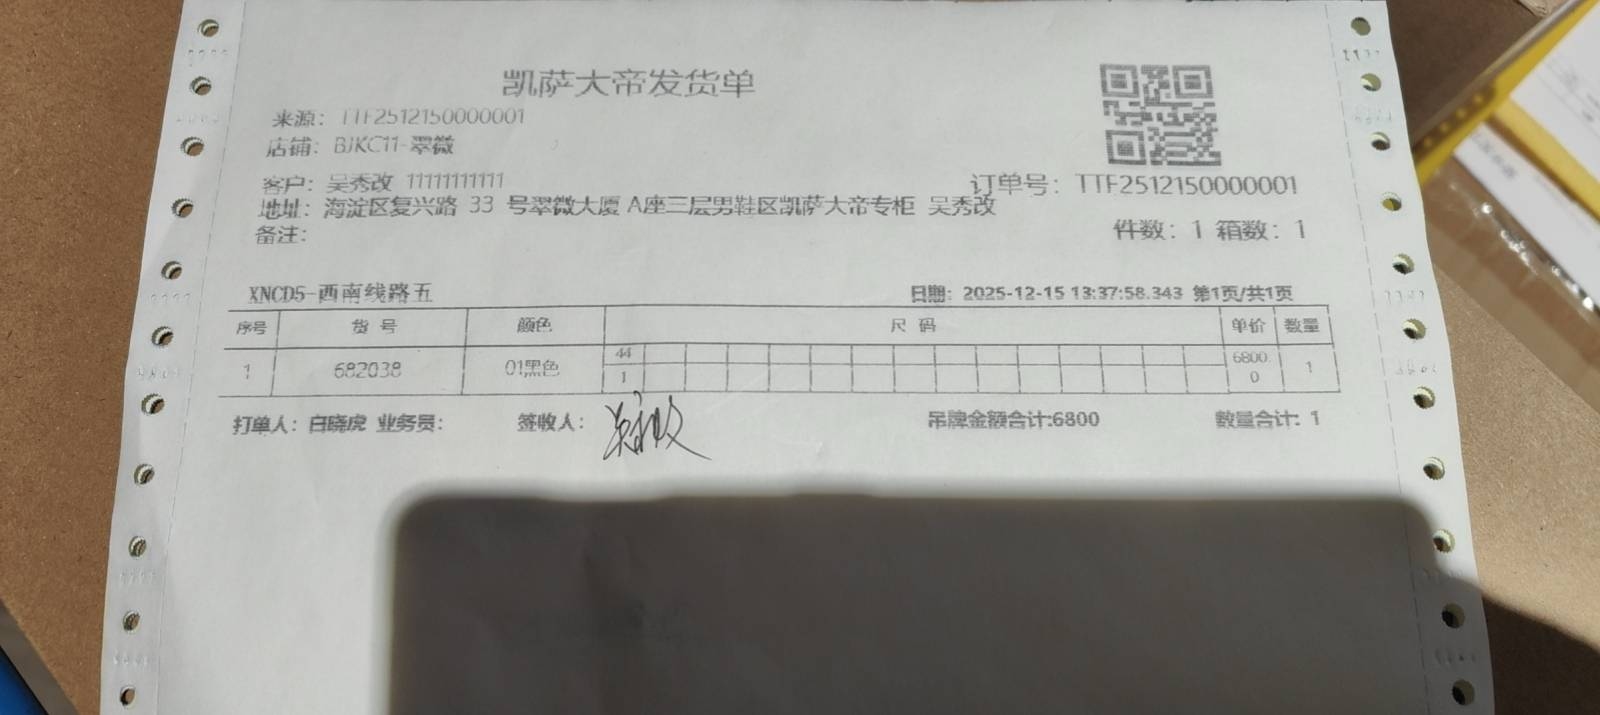 凯萨大帝发货单
来源: TTF2512150000001
店铺: BJKC11-翠微
客户: 吴秀改 11111111111
订单号: TTF2512150000001
地址: 海淀区复兴路 33 号翠微大厦 A座三层男鞋区凯萨大帝专柜 吴秀改
备注:
件数: 1 箱数: 1
XNCD5-西南线路五 日期: 2025-12-15 13:37:58.343 第1页/共1页
序号 货号 颜色 尺码 单价 数量
1 682038 01黑色 44 1 6800.0 1
打单人: 白晓虎 业务员: 签收人: 吴秀改 吊牌金额合计:6800 数量合计: 1